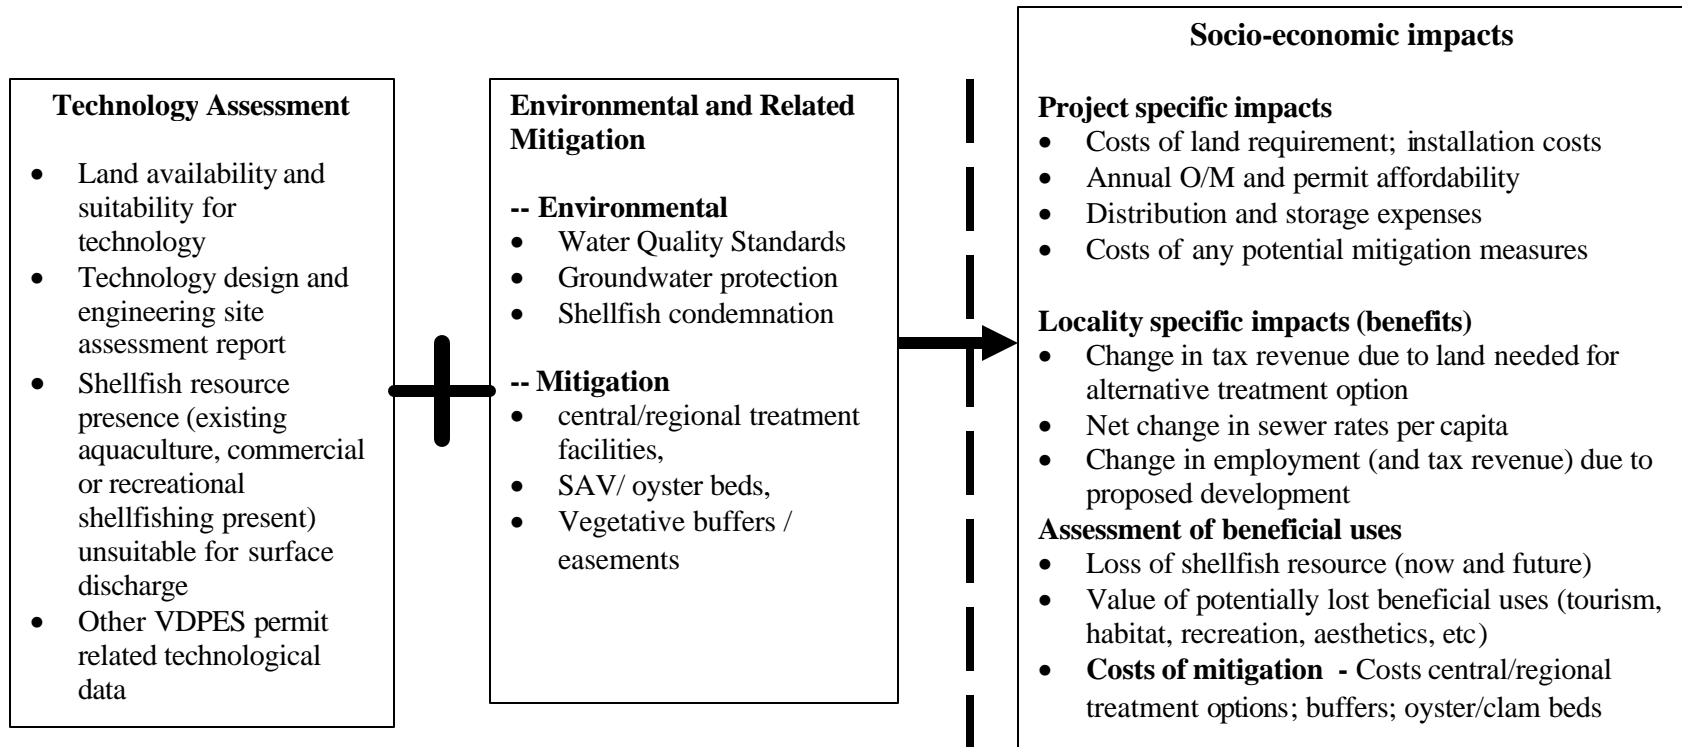 Technology Assessment
• Land availability and
suitability for
technology
• Technology design and
engineering site
assessment report
• Shellfish resource
presence (existing
aquaculture, commercial
or recreational
shellfishing present)
unsuitable for surface
discharge
• Other VDPES permit
related technological
data
Environmental and Related
Mitigation
-- Environmental
• Water Quality Standards
• Groundwater protection
• Shellfish condemnation
-- Mitigation
• central/regional treatment
facilities,
• SAV/ oyster beds,
• Vegetative buffers /
easements
Socio-economic impacts
Project specific impacts
• Costs of land requirement; installation costs
• Annual O/M and permit affordability
• Distribution and storage expenses
• Costs of any potential mitigation measures
Locality specific impacts (benefits)
• Change in tax revenue due to land needed for
alternative treatment option
• Net change in sewer rates per capita
• Change in employment (and tax revenue) due to
proposed development
Assessment of beneficial uses
• Loss of shellfish resource (now and future)
• Value of potentially lost beneficial uses (tourism,
habitat, recreation, aesthetics, etc)
• Costs of mitigation - Costs central/regional
treatment options; buffers; oyster/clam beds